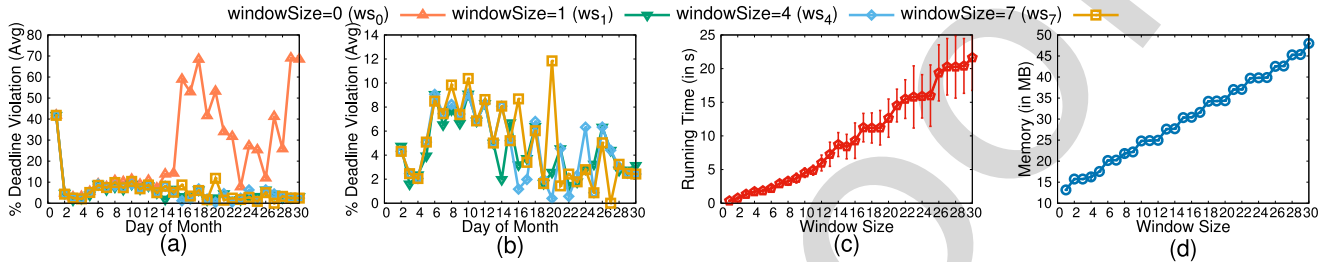 windowSize=0 (ws0) windowSize=1 (ws1) windowSize=4 (ws4) windowSize=7 (ws7)
% Deadline Violation (Avg)
80
70
60
50
40
30
20
10
0
0 2 4 6 8 10 12 14 16 18 20 22 24 26 28 30
Day of Month
(a)
% Deadline Violation (Avg)
14
12
10
8
6
4
2
0
0 2 4 6 8 10 12 14 16 18 20 22 24 26 28 30
Day of Month
(b)
Running Time (in s)
25
20
15
10
5
0
0 2 4 6 8 10 12 14 16 18 20 22 24 26 28 30
Window Size
(c)
Memory (in MB)
50
45
40
35
30
25
20
15
10
0 2 4 6 8 10 12 14 16 18 20 22 24 26 28 30
Window Size
(d)